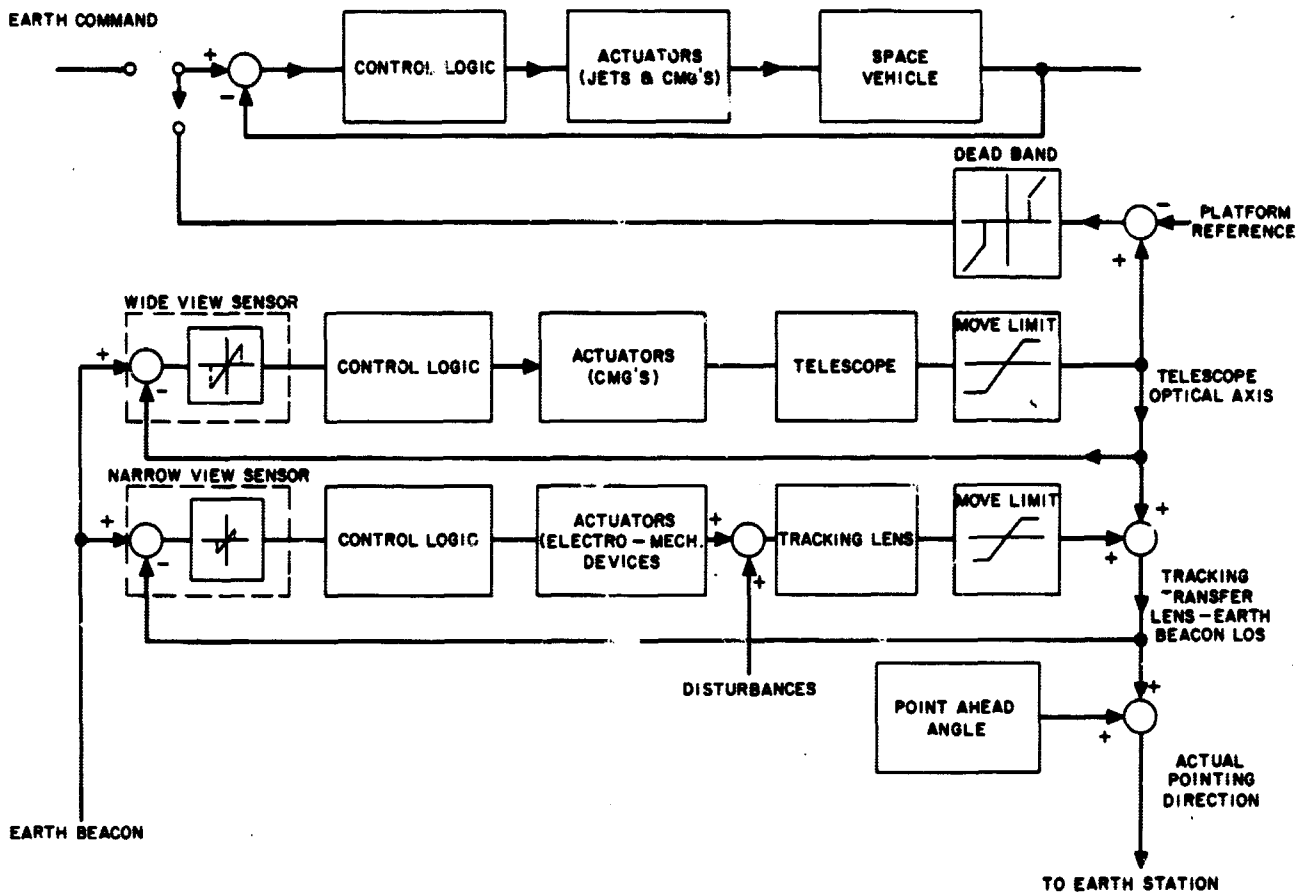 EARTH COMMAND
CONTROL LOGIC
ACTUATORS
(JETS & CMG'S)
SPACE
VEHICLE
DEAD BAND
PLATFORM
REFERENCE
WIDE VIEW SENSOR
CONTROL LOGIC
ACTUATORS
(CMG'S)
TELESCOPE
MOVE LIMIT
TELESCOPE
OPTICAL AXIS
NARROW VIEW SENSOR
CONTROL LOGIC
ACTUATORS
(ELECTRO-MECH.
DEVICES
TRACKING LENS
MOVE LIMIT
TRACKING
TRANSFER
LENS-EARTH
BEACON LOS
DISTURBANCES
POINT AHEAD
ANGLE
ACTUAL
POINTING
DIRECTION
EARTH BEACON
TO EARTH STATION